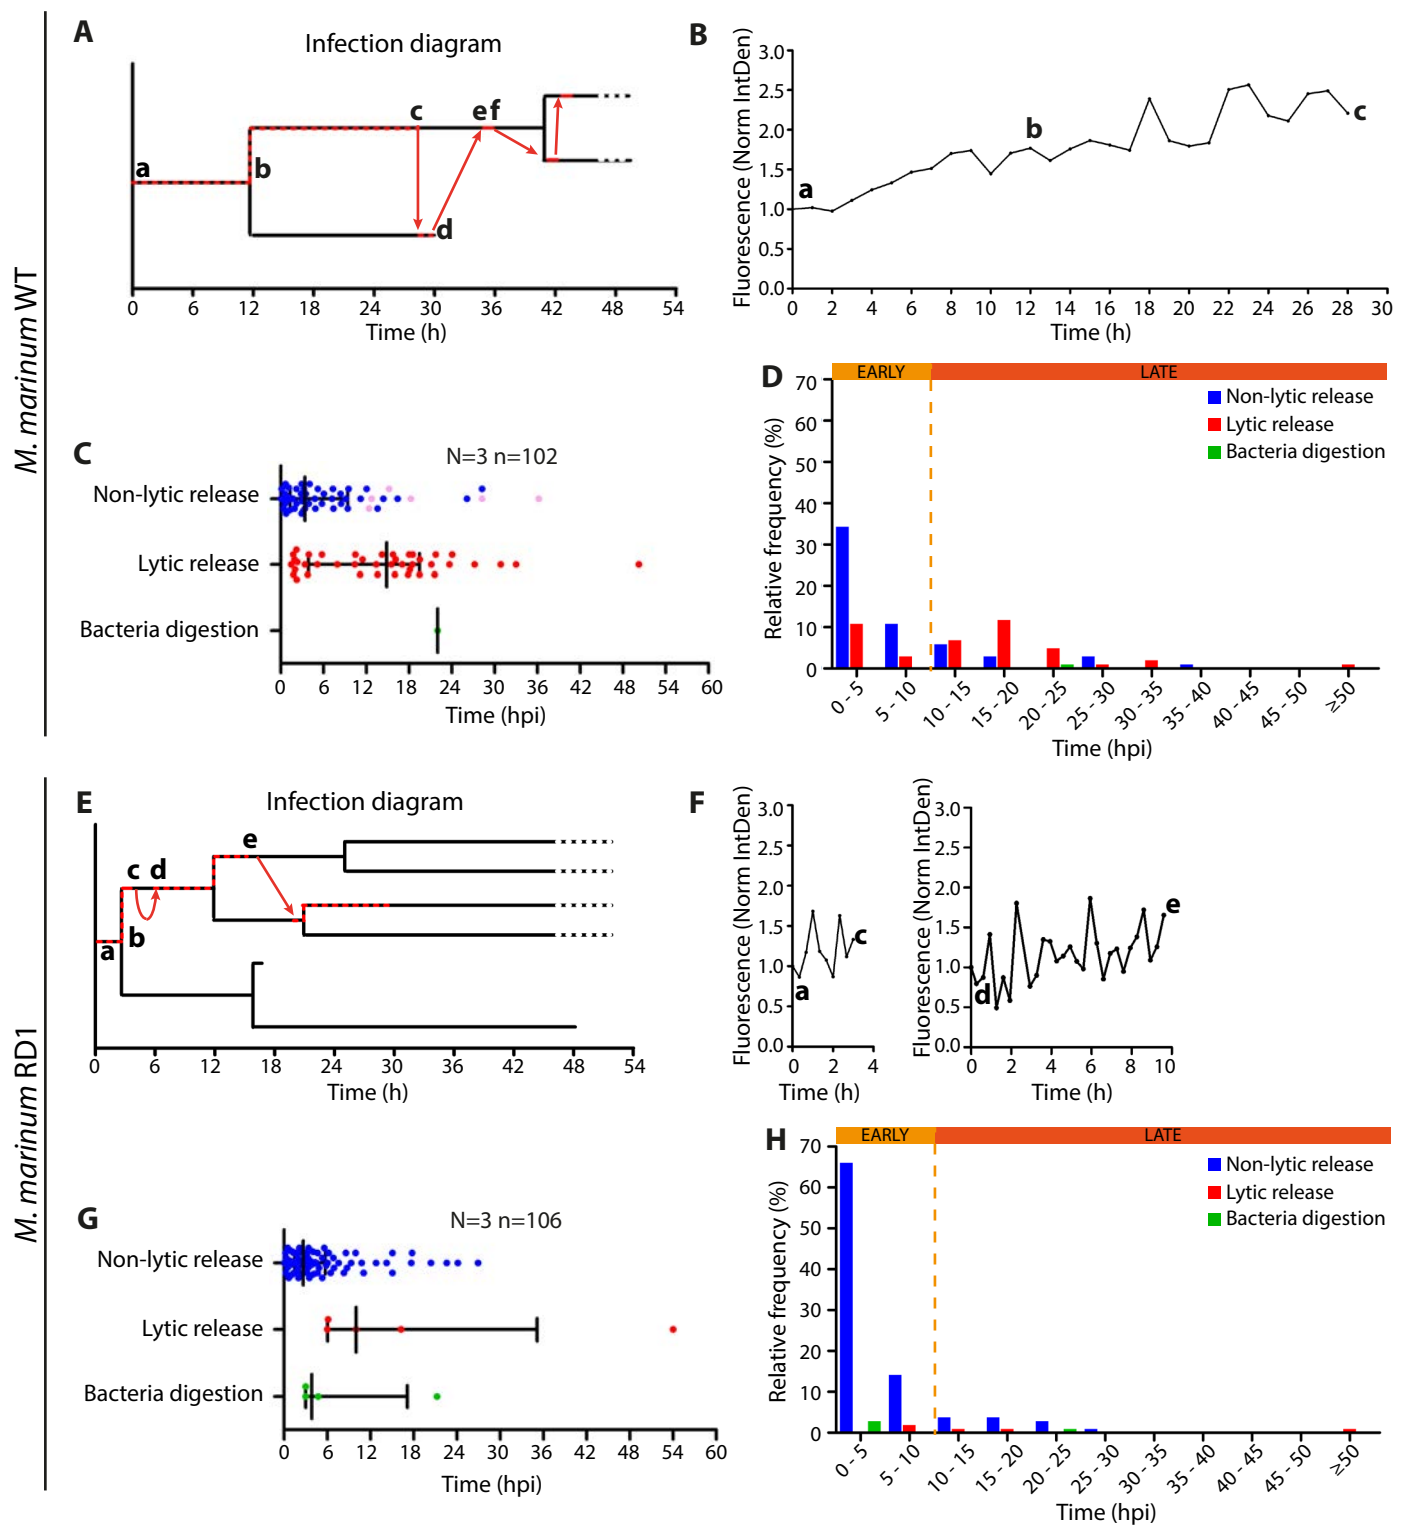 M. marinum WT
A
Infection diagram
a
b
c
d
e f
0 6 12 18 24 30 36 42 48 54
Time (h)
B
Fluorescence (Norm IntDen)
3.0
2.5
2.0
1.5
1.0
0.5
0.0
a
b
c
0 2 4 6 8 10 12 14 16 18 20 22 24 26 28 30
Time (h)
C
N=3 n=102
Non-lytic release
Lytic release
Bacteria digestion
0 6 12 18 24 30 36 42 48 54 60
Time (hpi)
D
EARLY LATE
Relative frequency (%)
70
60
50
40
30
20
10
0
Non-lytic release
Lytic release
Bacteria digestion
0 - 5 5 - 10 10 - 15 15 - 20 20 - 25 25 - 30 30 - 35 35 - 40 40 - 45 45 - 50 ≥50
Time (hpi)
M. marinum RD1
E
Infection diagram
a
b
c d
e
0 6 12 18 24 30 36 42 48 54
Time (h)
F
Fluorescence (Norm IntDen)
3.0
2.5
2.0
1.5
1.0
0.5
0.0
a
c
0 2 4
Time (h)
Fluorescence (Norm IntDen)
3.0
2.5
2.0
1.5
1.0
0.5
0.0
d
e
0 2 4 6 8 10
Time (h)
G
N=3 n=106
Non-lytic release
Lytic release
Bacteria digestion
0 6 12 18 24 30 36 42 48 54 60
Time (hpi)
H
EARLY LATE
Relative frequency (%)
70
60
50
40
30
20
10
0
Non-lytic release
Lytic release
Bacteria digestion
0 - 5 5 - 10 10 - 15 15 - 20 20 - 25 25 - 30 30 - 35 35 - 40 40 - 45 45 - 50 ≥50
Time (hpi)